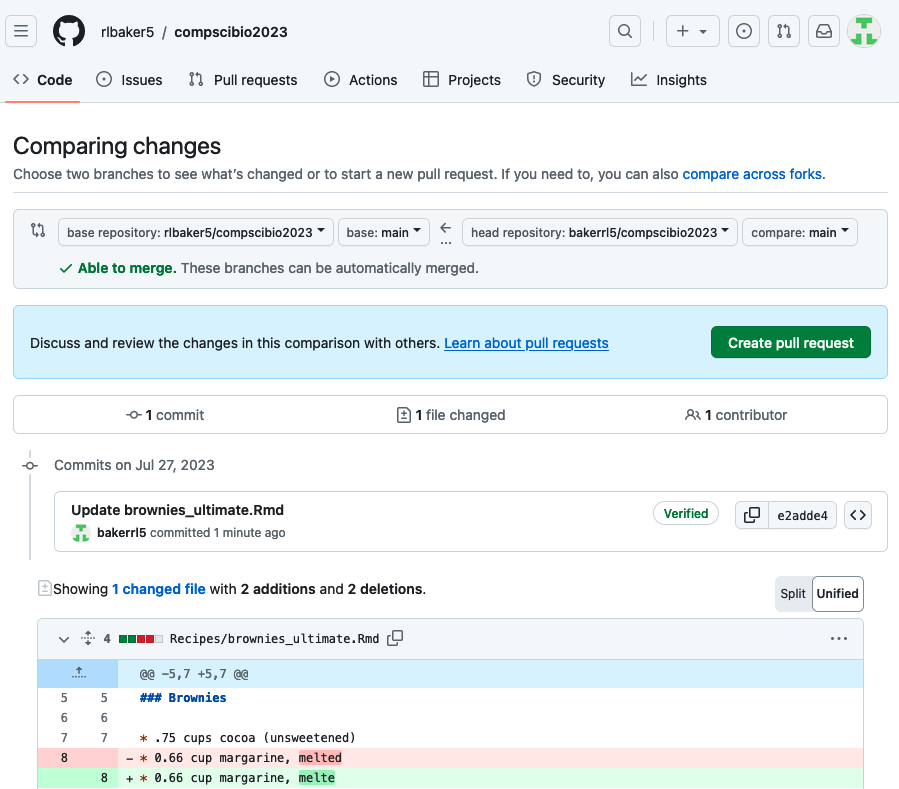 rlbaker5 / compscibio2023
Code Issues Pull requests Actions Projects Security Insights
Comparing changes
Choose two branches to see what's changed or to start a new pull request. If you need to, you can also compare across forks.
base repository: rlbaker5/compscibio2023 base: main ← head repository: bakerrl5/compscibio2023 compare: main
...
Able to merge. These branches can be automatically merged.
Discuss and review the changes in this comparison with others. Learn about pull requests Create pull request
1 commit 1 file changed 1 contributor
Commits on Jul 27, 2023
Update brownies_ultimate.Rmd Verified e2adde4
bakerrl5 committed 1 minute ago
Showing 1 changed file with 2 additions and 2 deletions. Split Unified
4 Recipes/brownies_ultimate.Rmd ...
@@ -5,7 +5,7 @@
5 5 ### Brownies
6 6
7 7 * .75 cups cocoa (unsweetened)
8 - * 0.66 cup margarine, melted
8 + * 0.66 cup margarine, melte